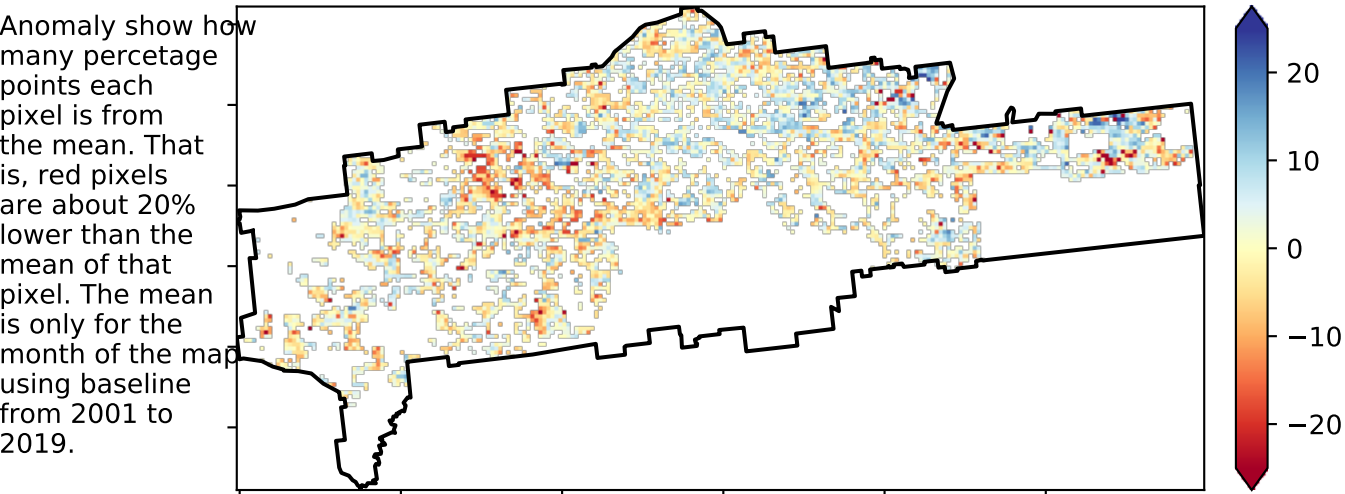 Anomaly show how
many percetage
points each
pixel is from
the mean. That
is, red pixels
are about 20%
lower than the
mean of that
pixel. The mean
is only for the
month of the map
using baseline
from 2001 to
2019.
20
10
0
−10
−20